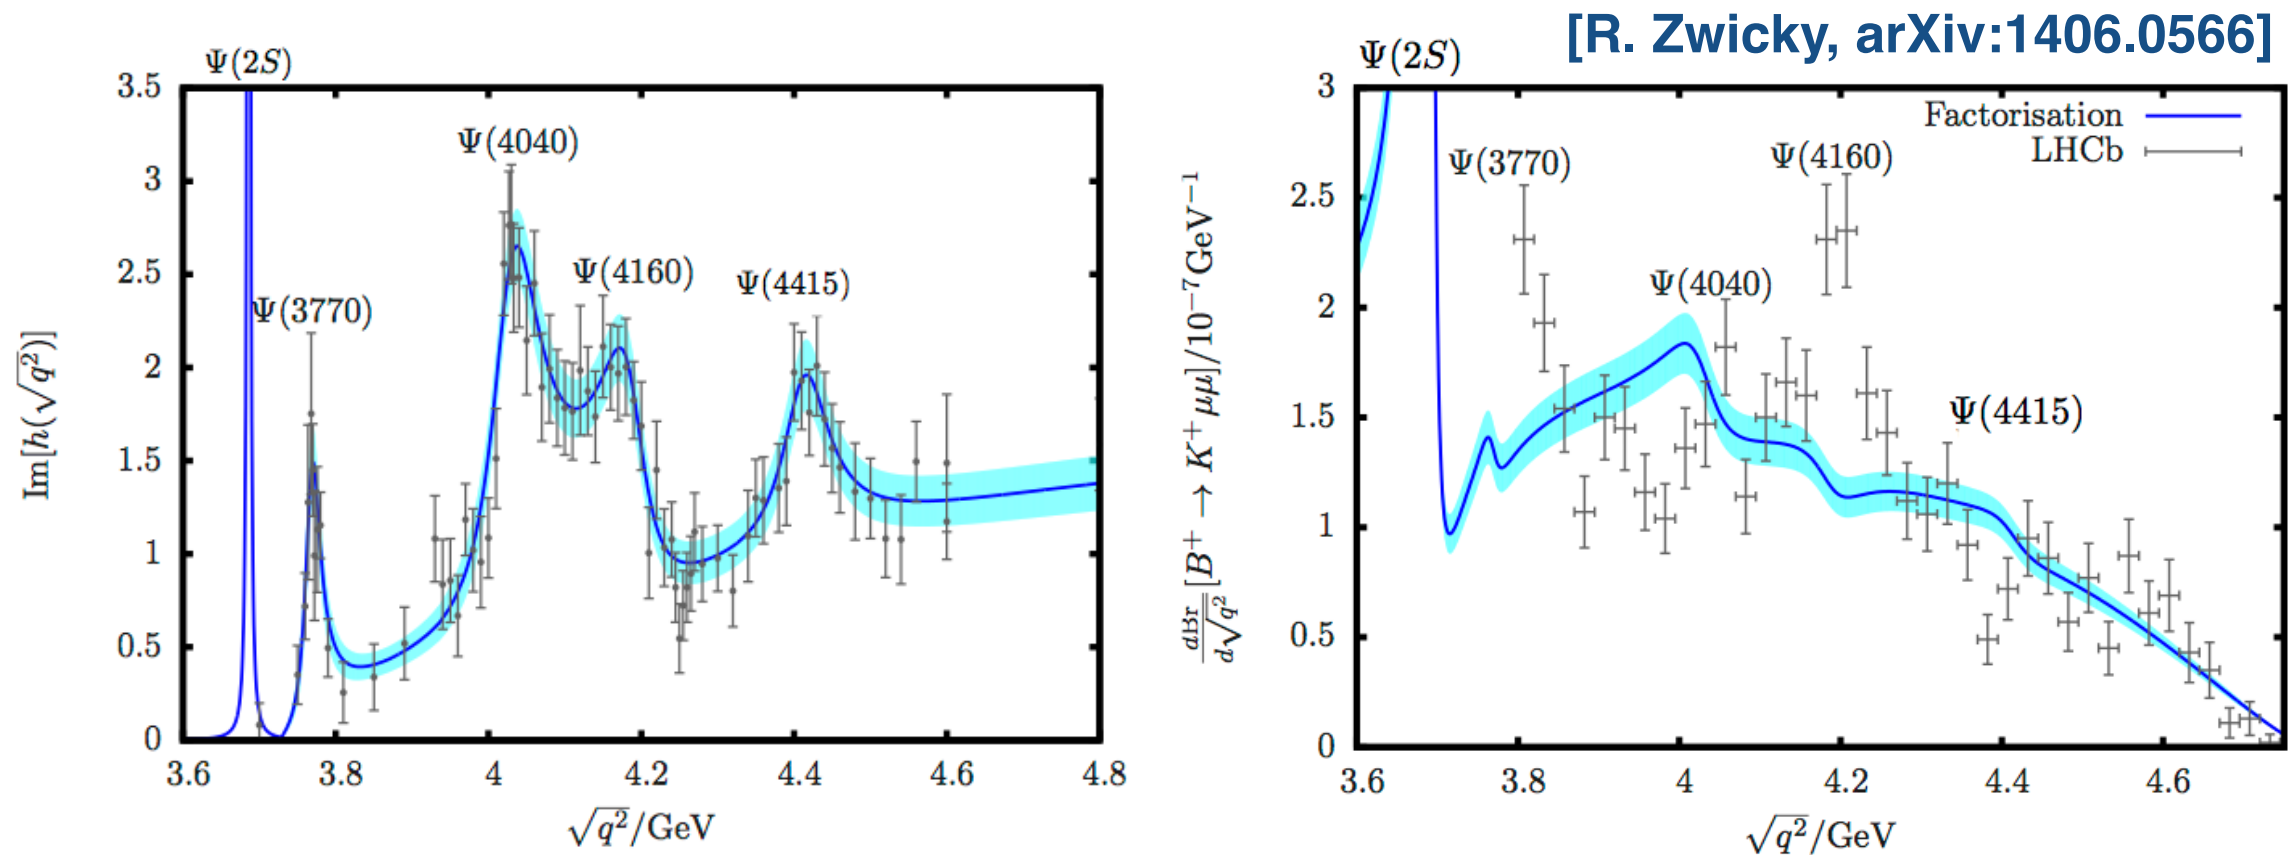 [R. Zwicky, arXiv:1406.0566]
Ψ(2S)
Ψ(3770)
Ψ(4040)
Ψ(4160)
Ψ(4415)
3.5
3
2.5
2
1.5
1
0.5
0
Im[h(√q²)]
3.6 3.8 4 4.2 4.4 4.6 4.8
√q²/GeV
Ψ(2S)
Factorisation
LHCb
Ψ(3770)
Ψ(4160)
Ψ(4040)
Ψ(4415)
3
2.5
2
1.5
1
0.5
0
dBr/d√q² [B⁺ → K⁺μμ]/10⁻⁷GeV⁻¹
3.6 3.8 4 4.2 4.4 4.6
√q²/GeV